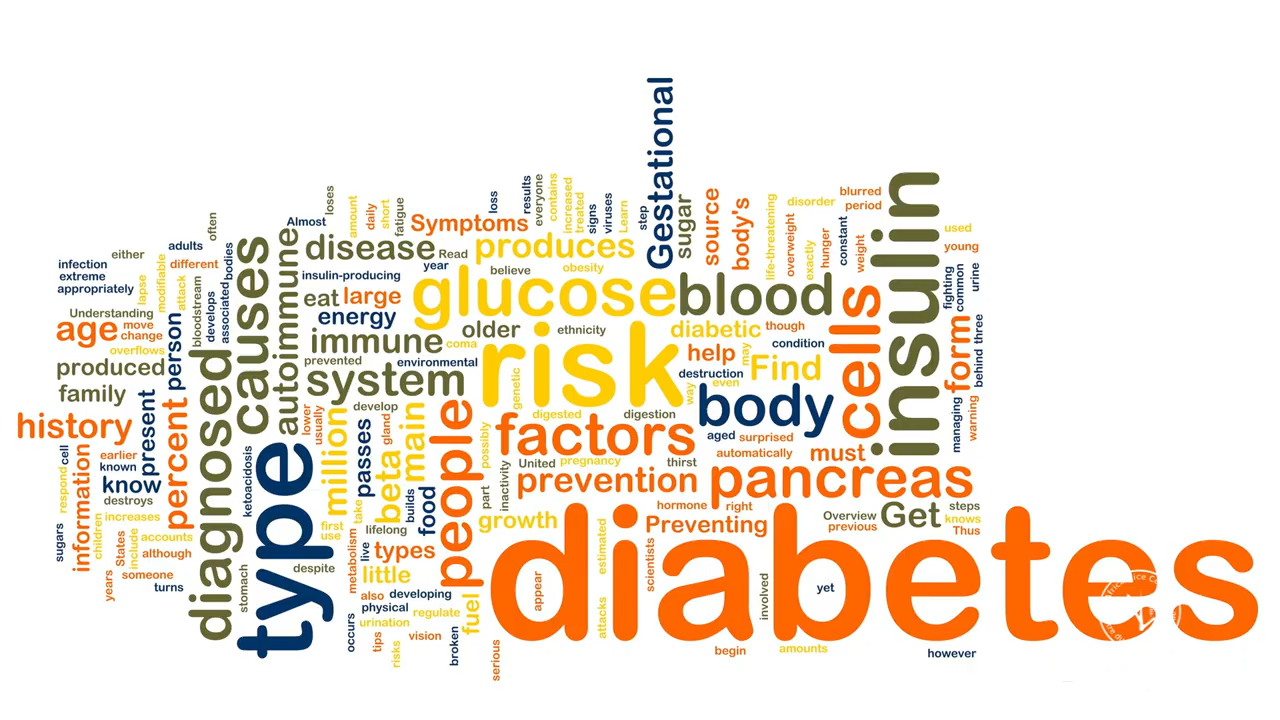 Gestational
sugar
source
body's
step
Learn
viruses
signs
treated
increased
contains
everyone
results
loss
Symptoms
fatigue
short
daily
amount
loses
Almost
often
life-threatening
overweight
exactly
hunger
disorder
constant
weight
blurred
period
insulin
used
young
fighting
common
urine
either
adults
bodies
infection
extreme
appropriately
different
modifiable
lapse
attack
bloodstream
develops
associated
causes
autoimmune
disease
Read
year
produces
believe
obesity
insulin-producing
eat
large
energy
glucose
blood
cells
form
behind
three
Understanding
age
move
change
overflows
person
produced
family
diagnosed
immune
coma
older
ethnicity
prevented
environmental
system
risk
genetic
diabetic
though
help
may
condition
Find
destruction
even
way
body
digested
digestion
factors
aged
surprised
automatically
must
managing
warning
history
present
percent
earlier
known
know
destroys
cell
respond
information
sugars
children
increases
accounts
include
States
although
years
someone
turns
ketoacidosis
stomach
type
lower
usually
million
develop
passes
gland
main
beta
take
builds
food
people
possibly
part
inactivity
United
pregnancy
thirst
prevention
pancreas
hormone
right
Preventing
Overview
previous
Get
steps
knows
Thus
growth
first
use
lifelong
metabolism
live
types
little
despite
also
developing
physical
regulate
urination
fuel
occurs
tips
risks
vision
broken
serious
diabetes
appear
attacks
estimated
scientists
involved
yet
begin
amounts
however